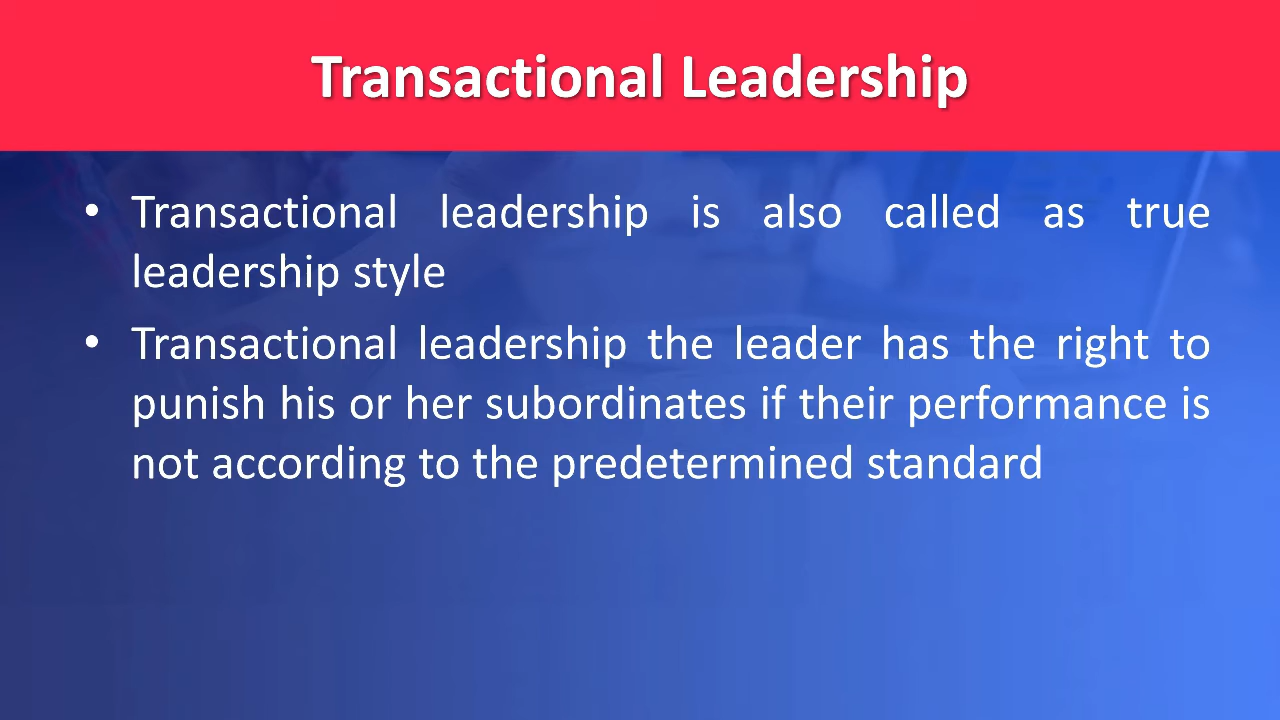 Transactional Leadership
• Transactional leadership is also called as true
leadership style
• Transactional leadership the leader has the right to
punish his or her subordinates if their performance is
not according to the predetermined standard